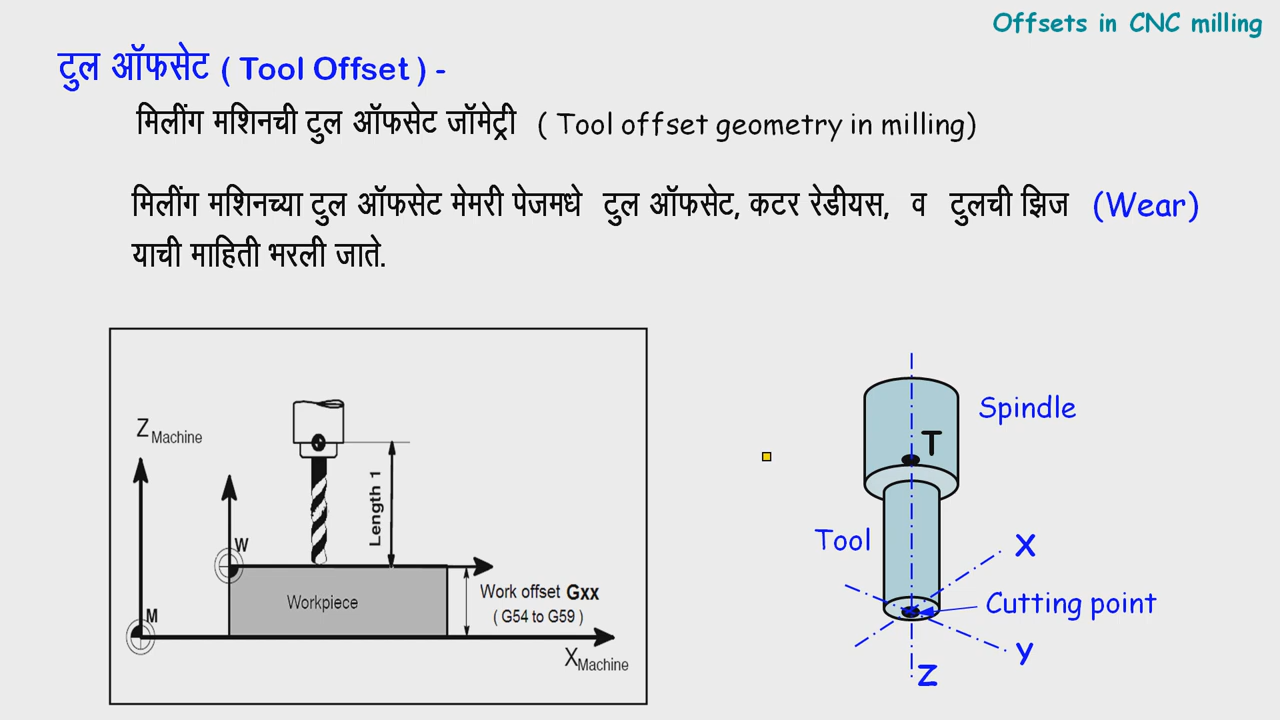 Offsets in CNC milling
टुल ऑफसेट ( Tool Offset ) -
मिलींग मशिनची टुल ऑफसेट जॉमेट्री ( Tool offset geometry in milling)
मिलींग मशिनच्या टुल ऑफसेट मेमरी पेजमधे टुल ऑफसेट, कटर रेडीयस, व टुलची झिज (Wear)
याची माहिती भरली जाते.
Z Machine
Length 1
W
Workpiece
Work offset Gxx
( G54 to G59 )
M
X Machine
Spindle
T
Tool
X
Cutting point
Y
Z